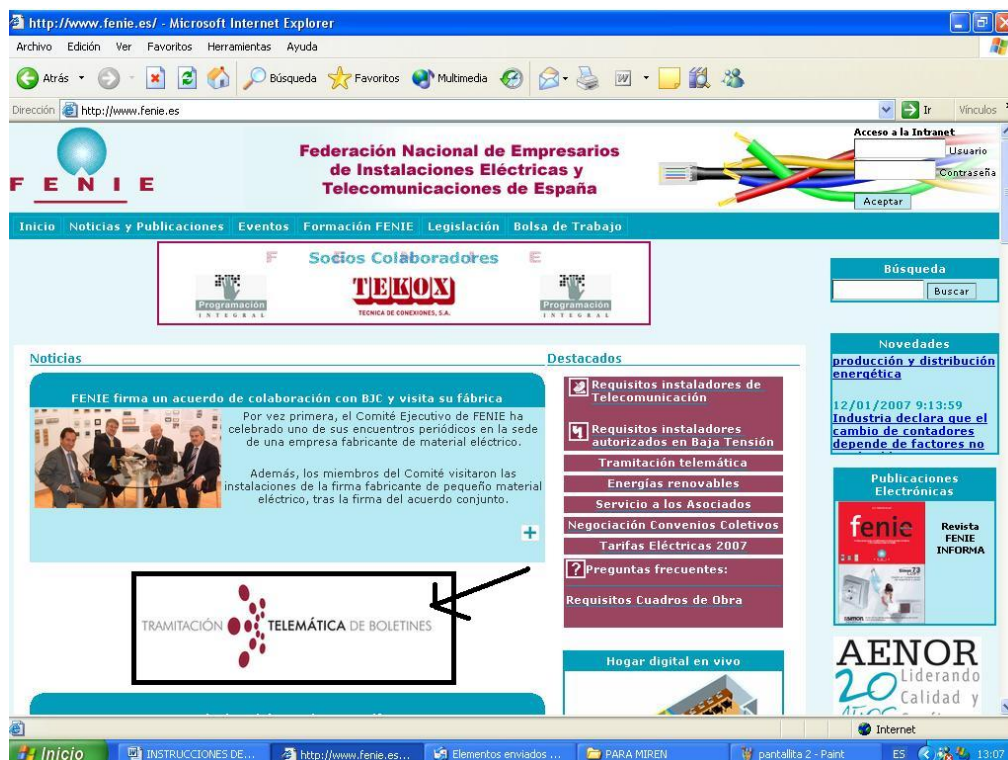 http://www.fenie.es/ - Microsoft Internet Explorer
Archivo Edición Ver Favoritos Herramientas Ayuda
Atrás Búsqueda Favoritos Multimedia
Dirección http://www.fenie.es Ir Vínculos
FENIE
Federación Nacional de Empresarios
de Instalaciones Eléctricas y
Telecomunicaciones de España
Acceso a la Intranet
Usuario
Contraseña
Aceptar
Inicio Noticias y Publicaciones Eventos Formación FENIE Legislación Bolsa de Trabajo
F E
Socios Colaboradores
Programación
INTEGRAL
TEKOX
TECNICA DE CONEXIONES, S.A.
Programación
INTEGRAL
Búsqueda
Buscar
Noticias
FENIE firma un acuerdo de colaboración con BJC y visita su fábrica
Por vez primera, el Comité Ejecutivo de FENIE ha
celebrado uno de sus encuentros periódicos en la sede
de una empresa fabricante de material eléctrico.
Además, los miembros del Comité visitaron las
instalaciones de la firma fabricante de pequeño material
eléctrico, tras la firma del acuerdo conjunto.
TRAMITACIÓN TELEMÁTICA DE BOLETINES
Destacados
Requisitos instaladores de
Telecomunicación
Requisitos instaladores
autorizados en Baja Tensión
Tramitación telemática
Energías renovables
Servicio a los Asociados
Negociación Convenios Coletivos
Tarifas Eléctricas 2007
Preguntas frecuentes:
Requisitos Cuadros de Obra
Hogar digital en vivo
Novedades
producción y distribución
energética
12/01/2007 9:13:59
Industria declara que el
cambio de contadores
depende de factores no
Publicaciones
Electrónicas
fenie
Revista
FENIE
INFORMA
AENOR
20 Liderando
Calidad y
Internet
Inicio INSTRUCCIONES DE... http://www.fenie.es... Elementos enviados ... PARA MIREN pantallita 2 - Paint ES 13:07